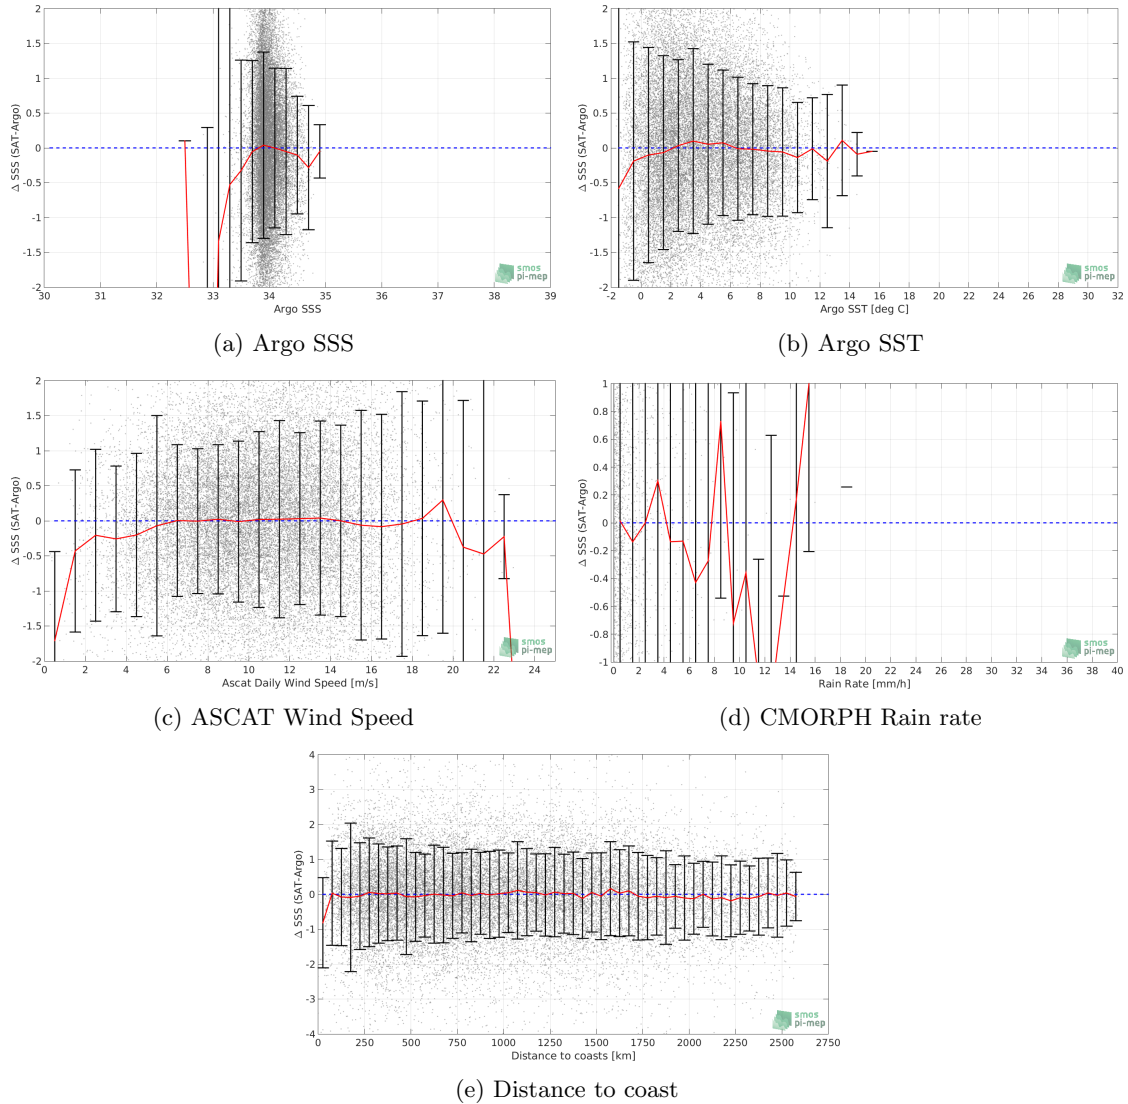 2
1.5
1
0.5
0
-0.5
-1
-1.5
-2
Δ SSS (SAT-Argo)
30 31 32 33 34 35 36 37 38 39
Argo SSS
smos
pi-mep
(a) Argo SSS
2
1.5
1
0.5
0
-0.5
-1
-1.5
-2
Δ SSS (SAT-Argo)
-2 0 2 4 6 8 10 12 14 16 18 20 22 24 26 28 30 32
Argo SST [deg C]
smos
pi-mep
(b) Argo SST
2
1.5
1
0.5
0
-0.5
-1
-1.5
-2
Δ SSS (SAT-Argo)
0 2 4 6 8 10 12 14 16 18 20 22 24
Ascat Daily Wind Speed [m/s]
smos
pi-mep
(c) ASCAT Wind Speed
1
0.8
0.6
0.4
0.2
0
-0.2
-0.4
-0.6
-0.8
-1
Δ SSS (SAT-Argo)
0 2 4 6 8 10 12 14 16 18 20 22 24 26 28 30 32 34 36 38 40
Rain Rate [mm/h]
smos
pi-mep
(d) CMORPH Rain rate
4
3
2
1
0
-1
-2
-3
-4
Δ SSS (SAT-Argo)
0 250 500 750 1000 1250 1500 1750 2000 2250 2500 2750
Distance to coasts [km]
smos
pi-mep
(e) Distance to coast